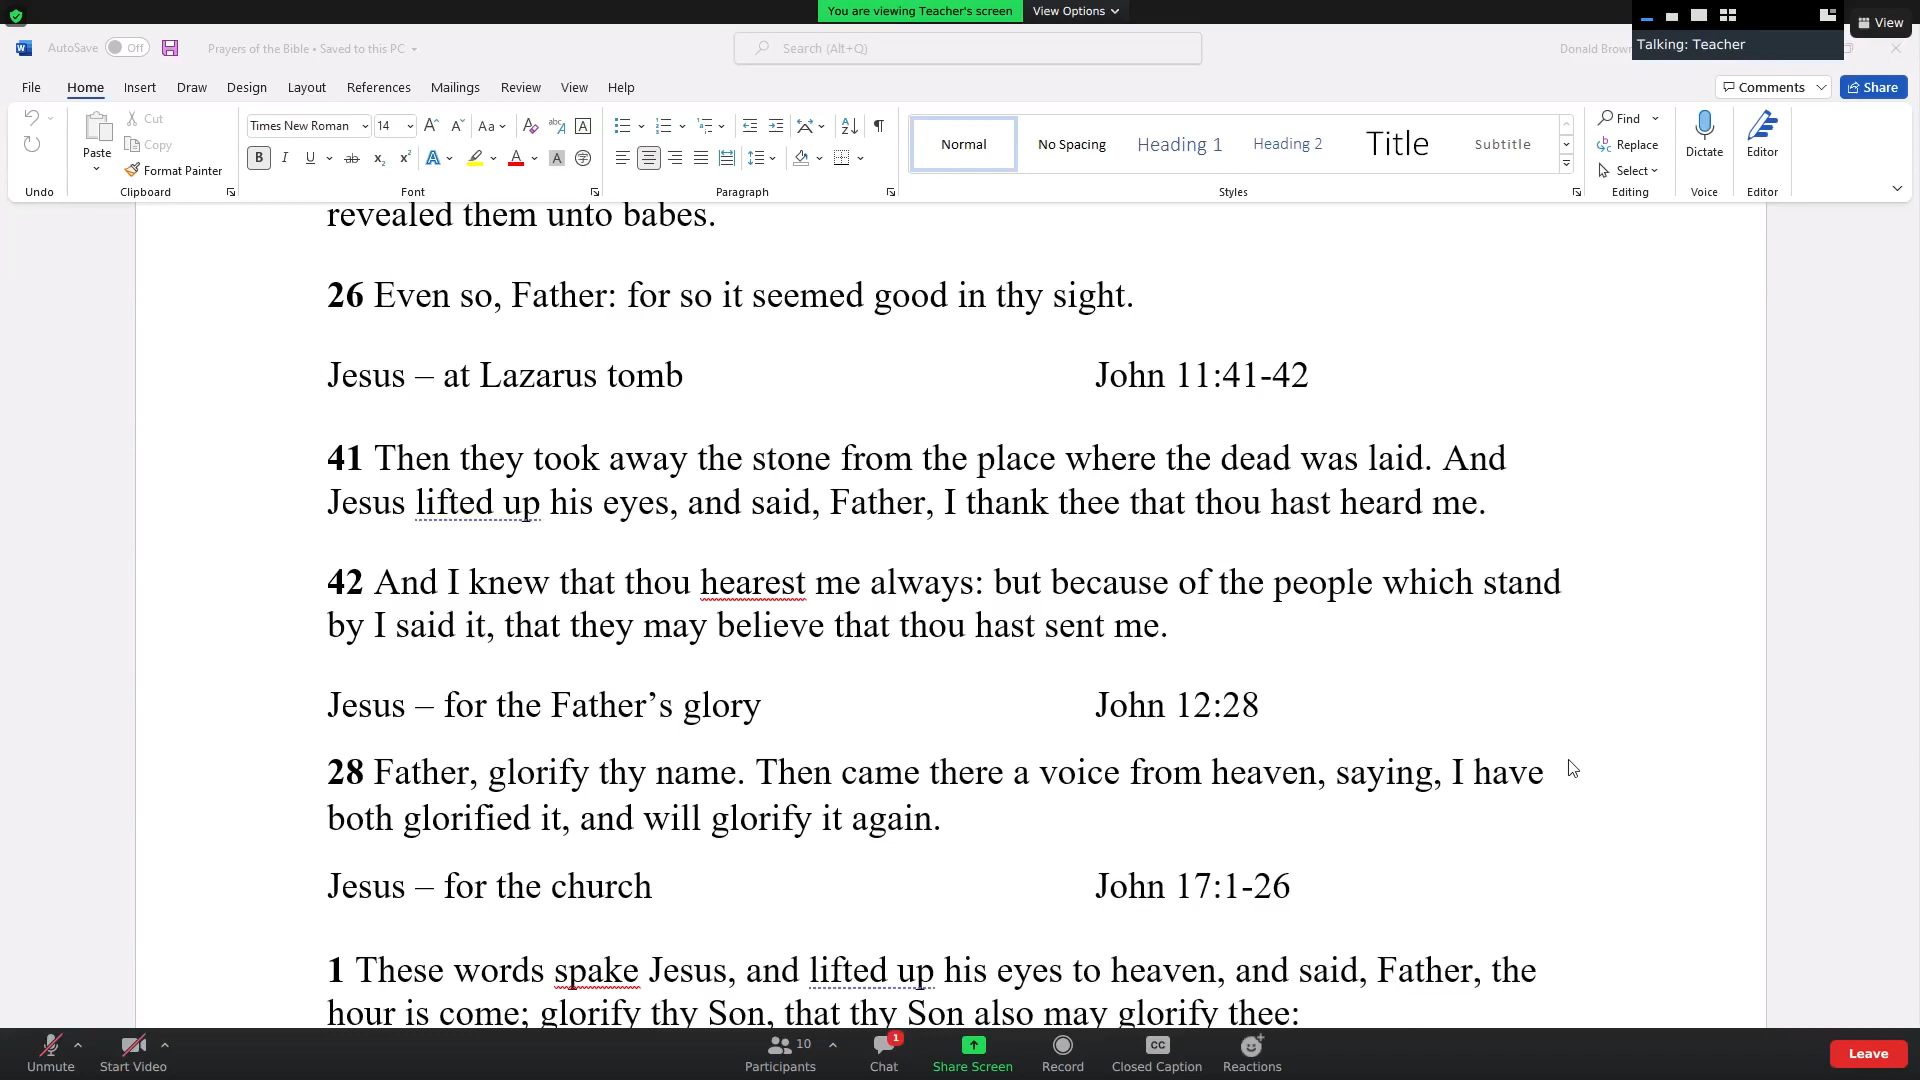 You are viewing Teacher's screen View Options
View
Talking: Teacher
AutoSave Off Prayers of the Bible • Saved to this PC Search (Alt+Q) Donald Brown
File Home Insert Draw Design Layout References Mailings Review View Help Comments Share
Paste Cut Copy Format Painter
Times New Roman 14 Aa
Normal No Spacing Heading 1 Heading 2 Title Subtitle
Find Replace Select
Dictate Editor
Undo Clipboard Font Paragraph Styles Editing Voice Editor
revealed them unto babes.
26 Even so, Father: for so it seemed good in thy sight.
Jesus – at Lazarus tomb John 11:41-42
41 Then they took away the stone from the place where the dead was laid. And
Jesus lifted up his eyes, and said, Father, I thank thee that thou hast heard me.
42 And I knew that thou hearest me always: but because of the people which stand
by I said it, that they may believe that thou hast sent me.
Jesus – for the Father’s glory John 12:28
28 Father, glorify thy name. Then came there a voice from heaven, saying, I have
both glorified it, and will glorify it again.
Jesus – for the church John 17:1-26
1 These words spake Jesus, and lifted up his eyes to heaven, and said, Father, the
hour is come; glorify thy Son, that thy Son also may glorify thee:
Unmute Start Video Participants 10 Chat 1 Share Screen Record CC Closed Caption Reactions Leave